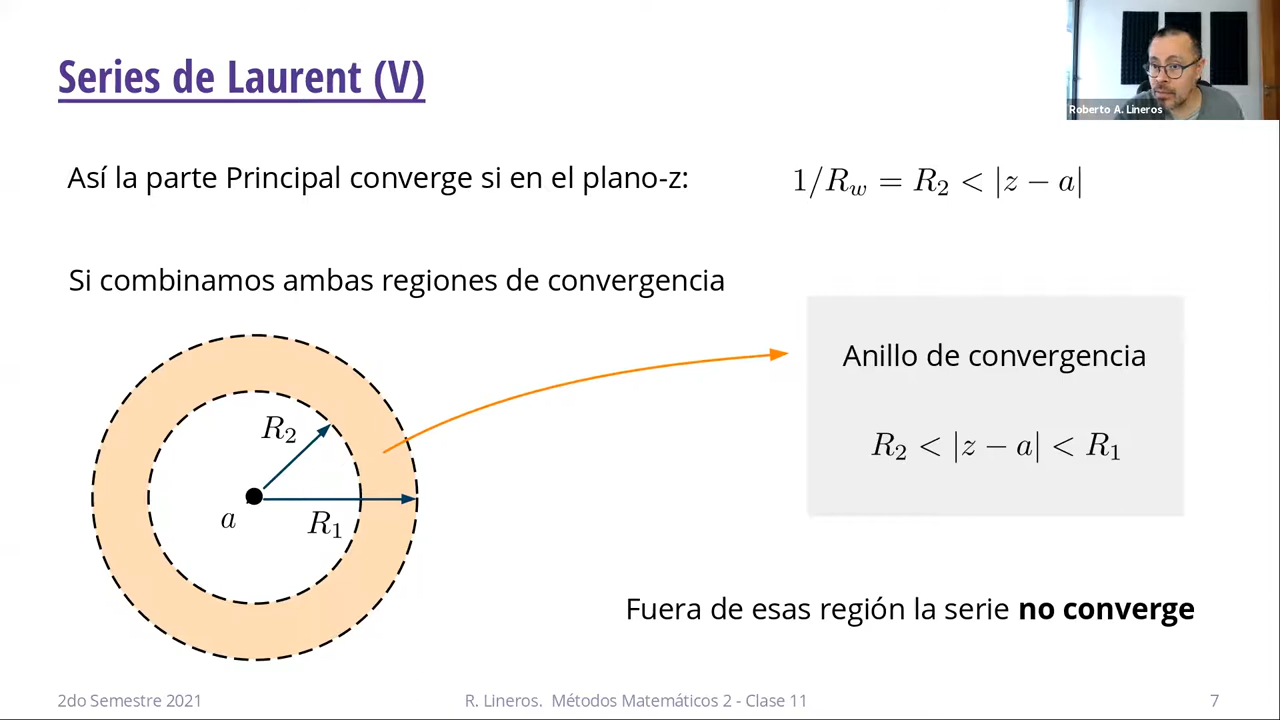 Series de Laurent (V)
Roberto A. Lineros
Así la parte Principal converge si en el plano-z:
1/R_w = R_2 < |z − a|
Si combinamos ambas regiones de convergencia
Anillo de convergencia
R_2 < |z − a| < R_1
R_2
a
R_1
Fuera de esas región la serie no converge
2do Semestre 2021
R. Lineros. Métodos Matemáticos 2 - Clase 11
7